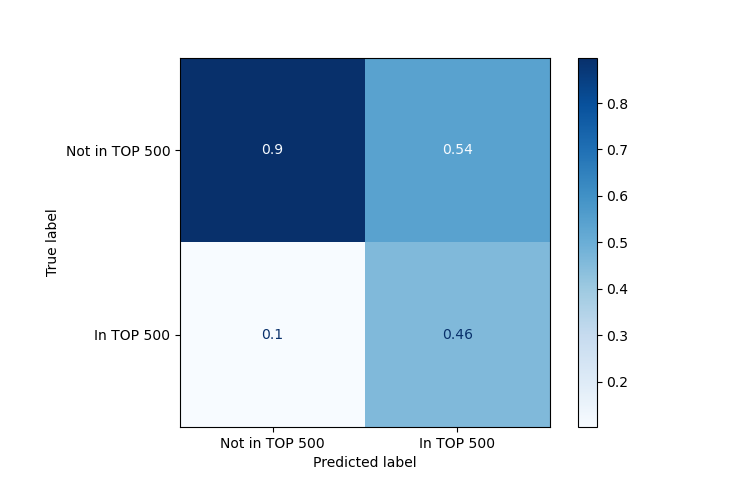 Not in TOP 500
0.9
0.54
In TOP 500
0.1
0.46
True label
Not in TOP 500
In TOP 500
Predicted label
0.8
0.7
0.6
0.5
0.4
0.3
0.2